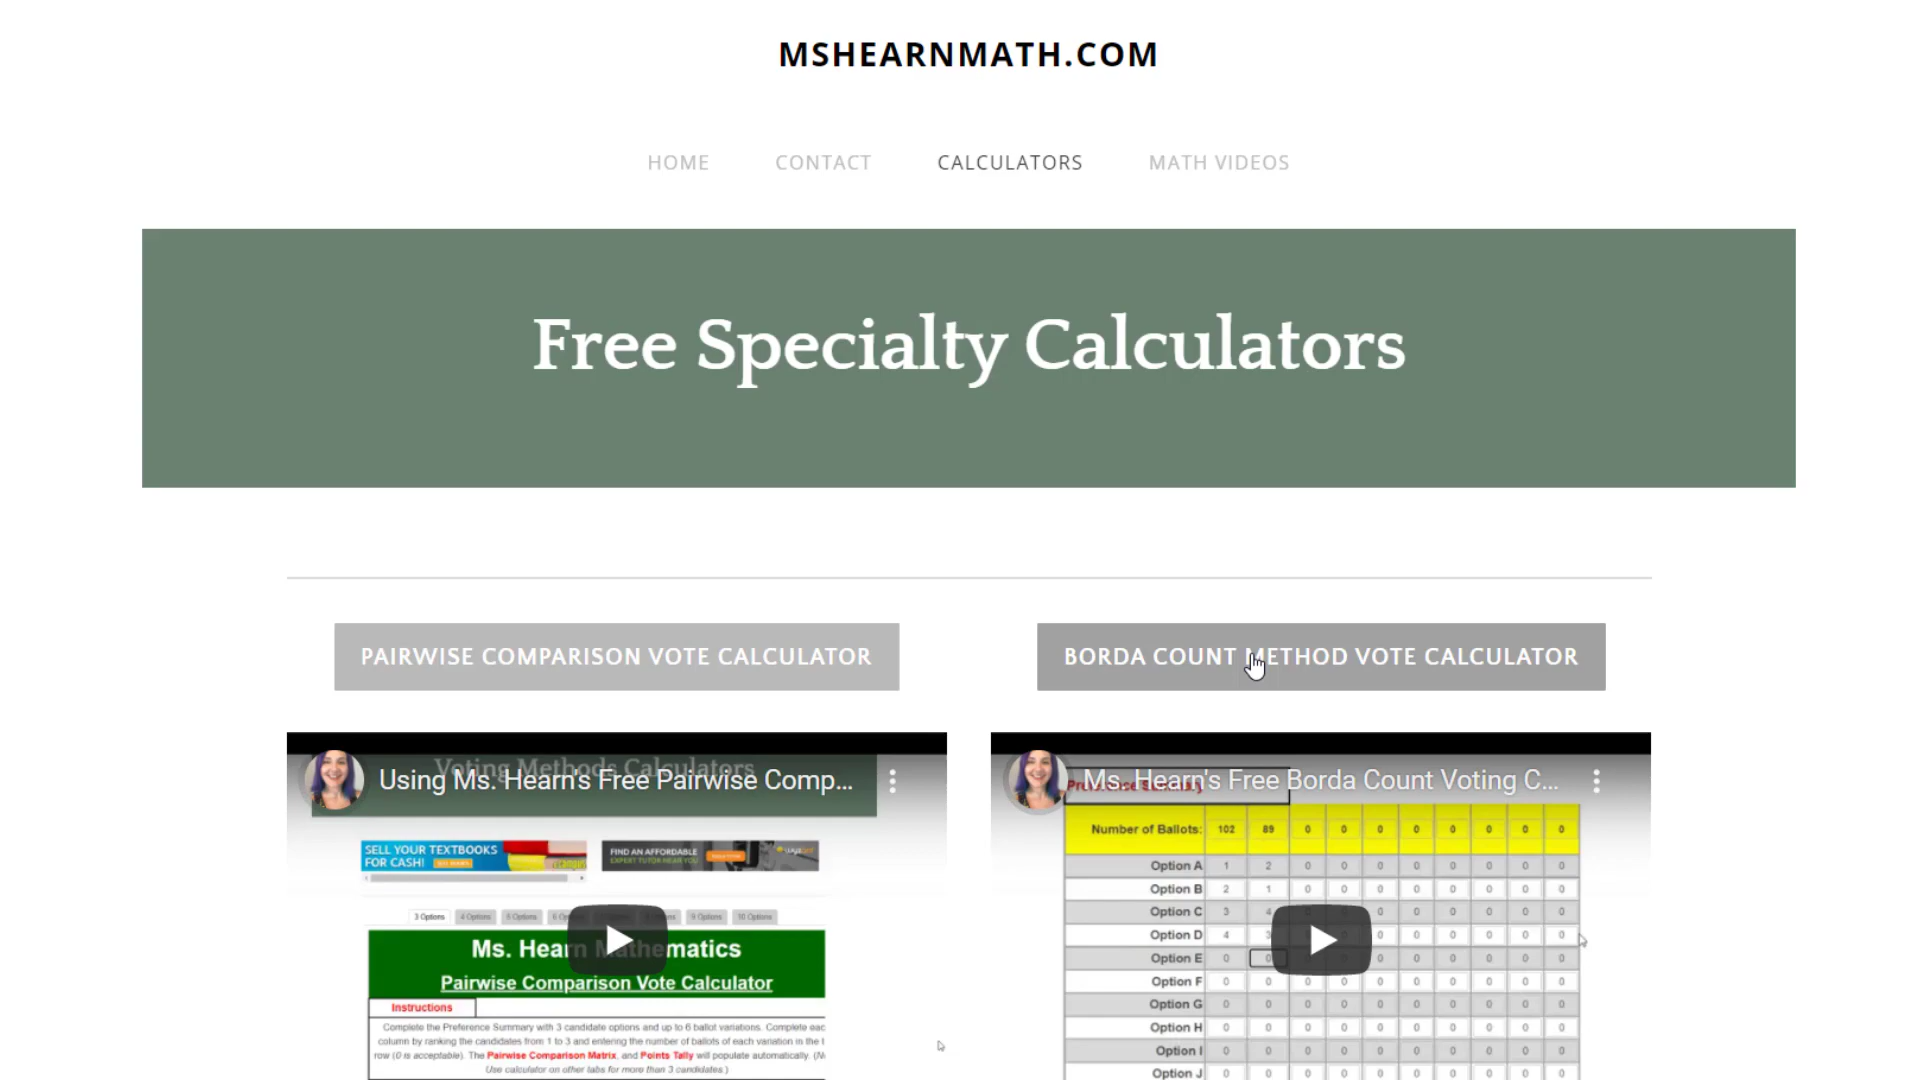 MSHEARNMATH.COM
HOME CONTACT CALCULATORS MATH VIDEOS
Free Specialty Calculators
PAIRWISE COMPARISON VOTE CALCULATOR
BORDA COUNT METHOD VOTE CALCULATOR
Voting Methods Calculators
Using Ms. Hearn's Free Pairwise Comp...
SELL YOUR TEXTBOOKS
FOR CASH!
FIND AN AFFORDABLE
EXPERT TUTOR NEAR YOU
3 Options 4 Options 5 Options 9 Options 10 Options
Ms. Hearn Mathematics
Pairwise Comparison Vote Calculator
Instructions
Complete the Preference Summary with 3 candidate options and up to 6 ballot variations. Complete eac
column by ranking the candidates from 1 to 3 and entering the number of ballots of each variation in the t
row (0 is acceptable). The Pairwise Comparison Matrix, and Points Tally will populate automatically. (N
Use calculator on other tabs for more than 3 candidates.)
Ms. Hearn's Free Borda Count Voting C...
Number of Ballots: 102 89 0 0 0 0 0 0 0 0
Option A 1 2 0 0 0 0 0 0 0 0
Option B 2 1 0 0 0 0 0 0 0 0
Option C 3 4 0 0 0 0 0 0 0
Option D 4 3 0 0 0 0 0 0
Option E 0 0 0 0 0 0 0 0
Option F 0 0 0 0 0 0 0 0 0 0
Option G 0 0 0 0 0 0 0 0 0 0
Option H 0 0 0 0 0 0 0 0 0 0
Option I 0 0 0 0 0 0 0 0 0 0
Option J 0 0 0 0 0 0 0 0 0 0